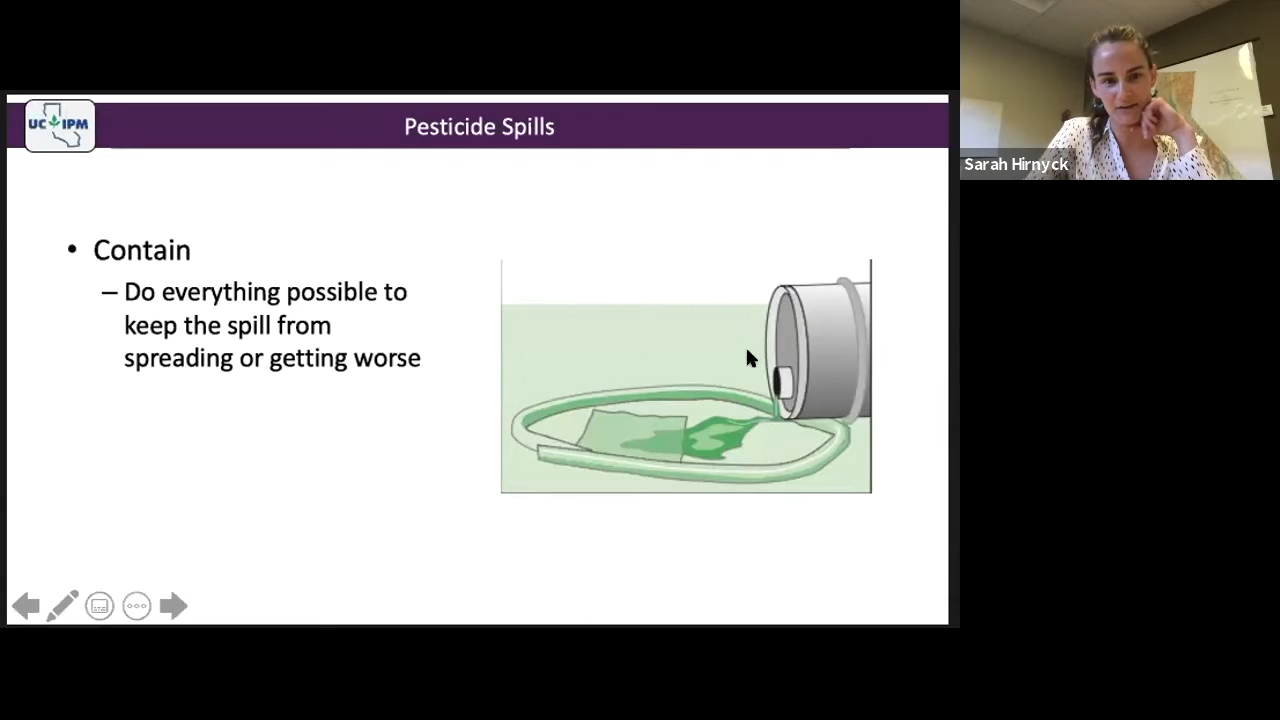 UC IPM
Pesticide Spills
Sarah Hirnyck
• Contain
– Do everything possible to
keep the spill from
spreading or getting worse